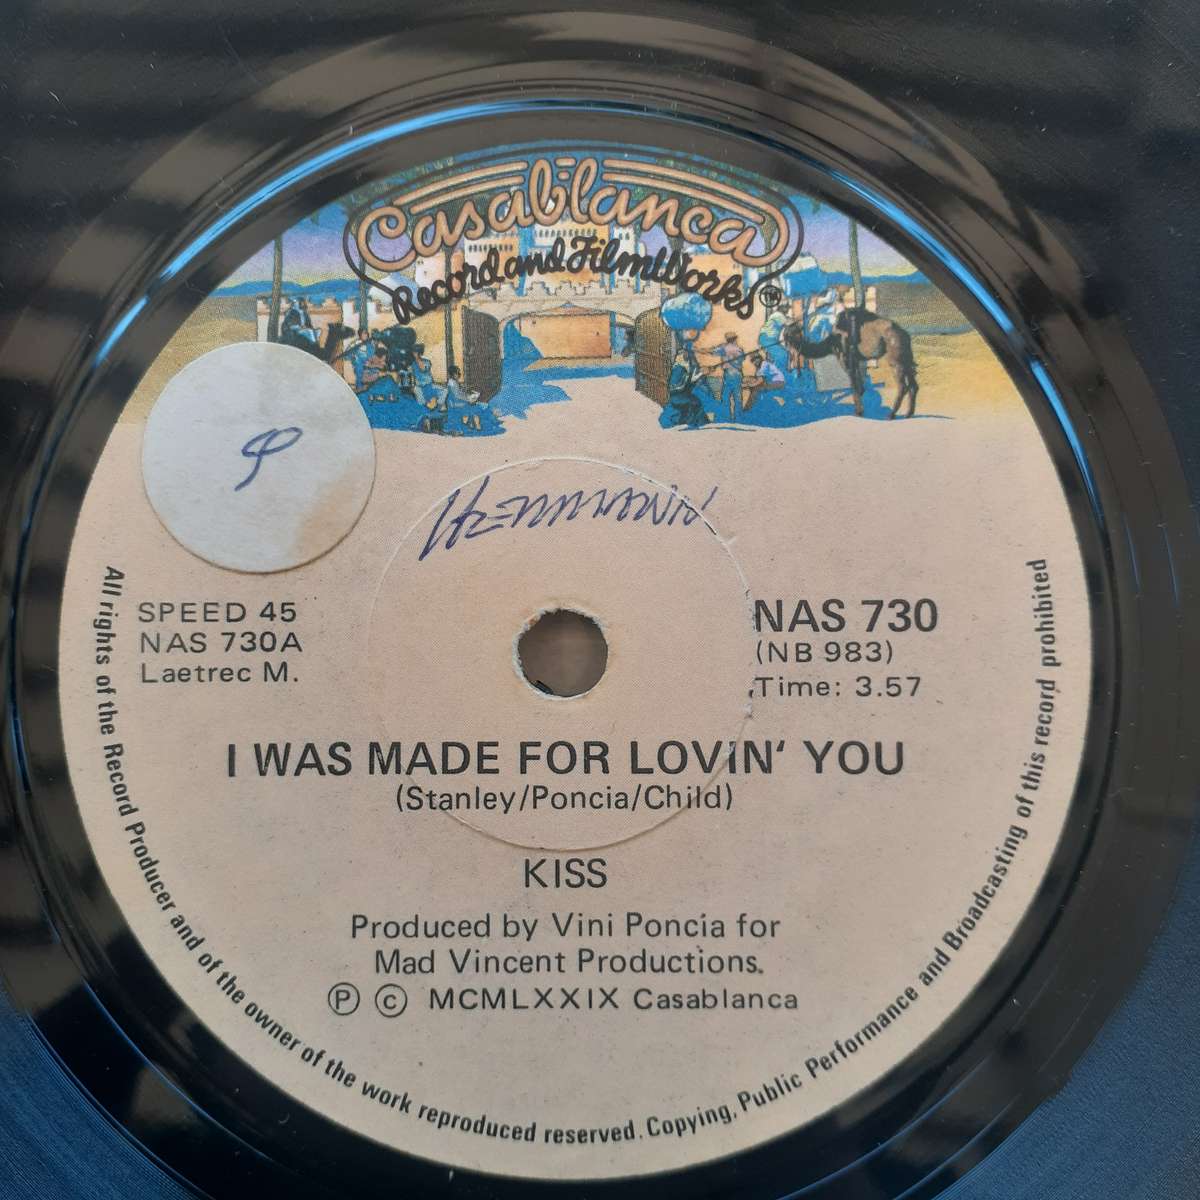 Casablanca
Record and FilmWorks™
9
HERMMANN
SPEED 45
NAS 730A
Laetrec M.
NAS 730
(NB 983)
Time: 3.57
I WAS MADE FOR LOVIN' YOU
(Stanley/Poncia/Child)
KISS
Produced by Vini Poncia for
Mad Vincent Productions.
Ⓟ © MCMLXXIX Casablanca
All rights of the Record Producer and of the owner of the work reproduced reserved. Copying, Public Performance and Broadcasting of this record prohibited